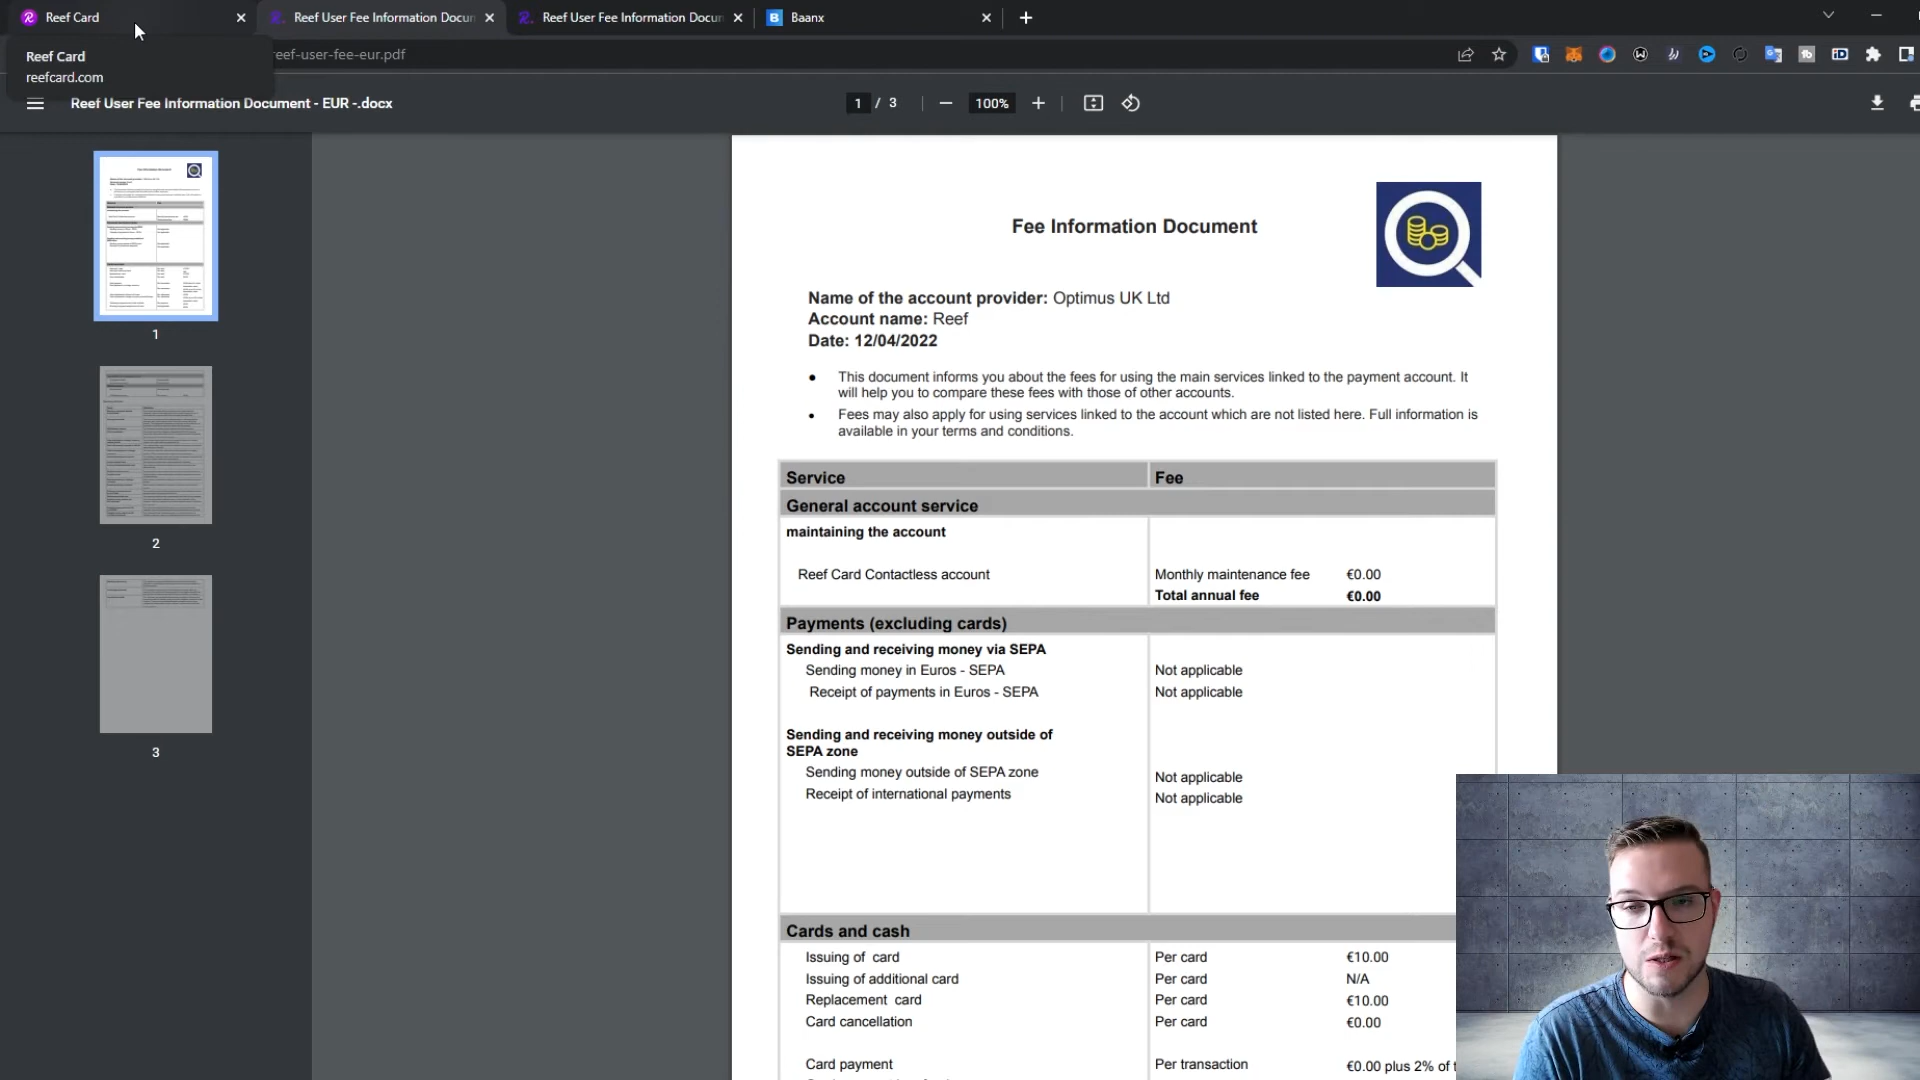 Reef Card
Reef User Fee Information Docun
Reef User Fee Information Docur
Baanx
Reef Card
reefcard.com
reef-user-fee-eur.pdf
Reef User Fee Information Document - EUR -.docx
1 / 3
100%
1
2
3
Fee Information Document
Name of the account provider: Optimus UK Ltd
Account name: Reef
Date: 12/04/2022
• This document informs you about the fees for using the main services linked to the payment account. It
will help you to compare these fees with those of other accounts.
• Fees may also apply for using services linked to the account which are not listed here. Full information is
available in your terms and conditions.
Service Fee
General account service
maintaining the account
Reef Card Contactless account Monthly maintenance fee €0.00
Total annual fee €0.00
Payments (excluding cards)
Sending and receiving money via SEPA
Sending money in Euros - SEPA Not applicable
Receipt of payments in Euros - SEPA Not applicable
Sending and receiving money outside of
SEPA zone
Sending money outside of SEPA zone Not applicable
Receipt of international payments Not applicable
Cards and cash
Issuing of card Per card €10.00
Issuing of additional card Per card N/A
Replacement card Per card €10.00
Card cancellation Per card €0.00
Card payment Per transaction €0.00 plus 2% of t